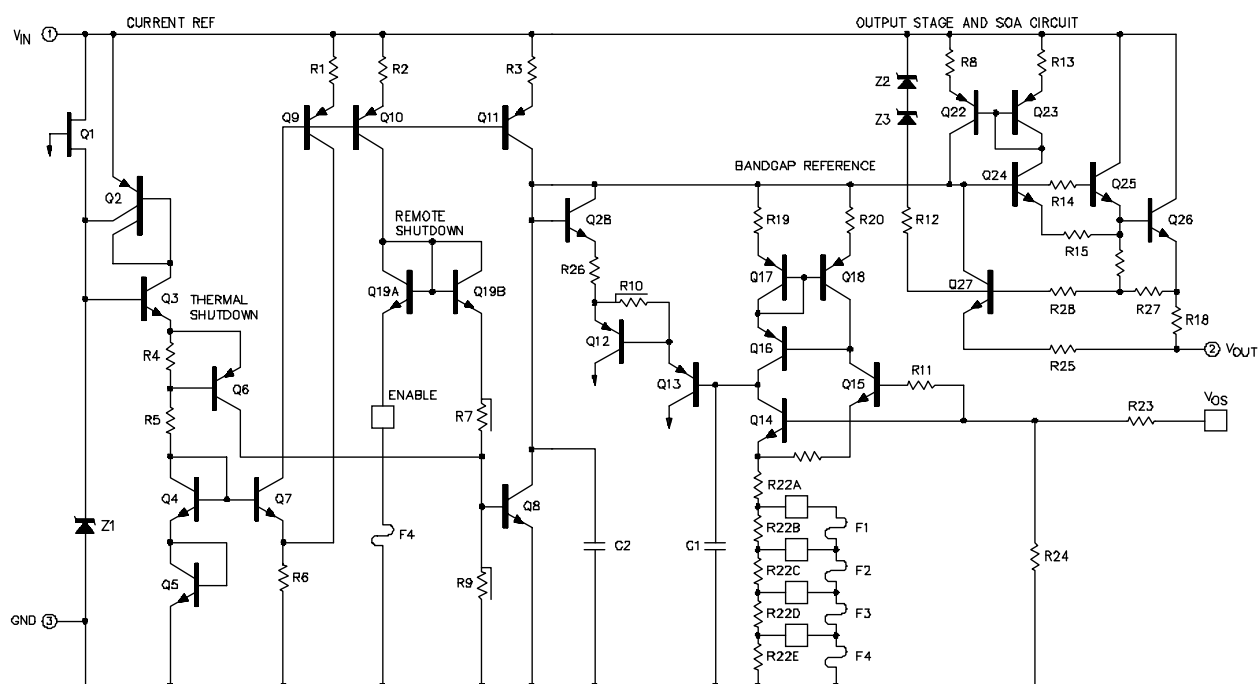 CURRENT REF
OUTPUT STAGE AND SOA CIRCUIT
VIN 1
R1
R2
R3
R8
R13
Z2
Z3
Q1
Q9
Q10
Q11
Q22
Q23
Q2
BANDGAP REFERENCE
Q24
Q25
R14
REMOTE
SHUTDOWN
Q28
R19
R20
R12
R15
Q26
R26
Q3
THERMAL
SHUTDOWN
Q19A
Q19B
R10
Q17
Q18
Q27
R28
R27
R18
R4
Q12
Q16
R25
2 VOUT
Q6
Q13
Q15
R11
ENABLE
R5
R7
Q14
R23
VOS
Q4
Q7
Q8
R22A
Z1
F4
R22B
F1
C2
C1
R24
Q5
R6
R9
R22C
F2
R22D
F3
GND 3
R22E
F4